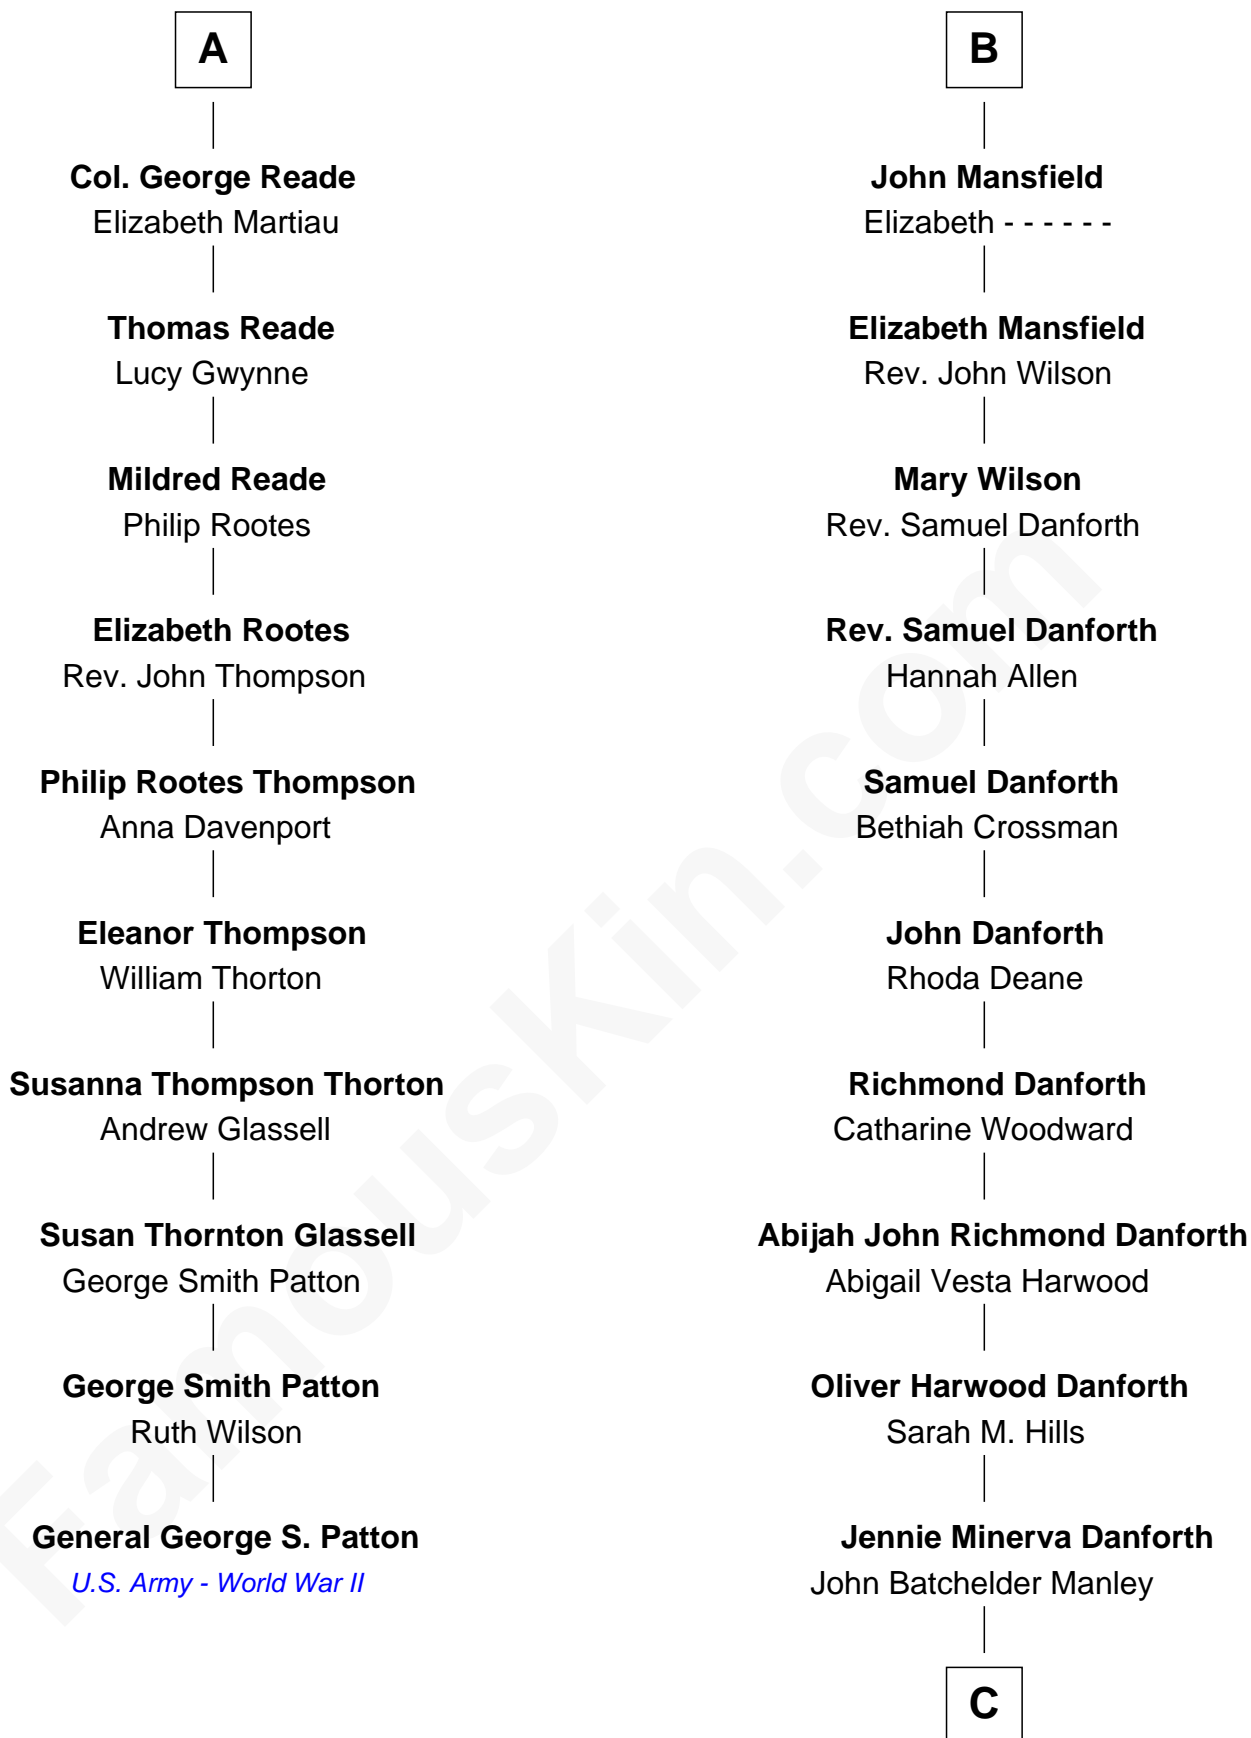 A
Col. George Reade
Elizabeth Martiau
Thomas Reade
Lucy Gwynne
Mildred Reade
Philip Rootes
Elizabeth Rootes
Rev. John Thompson
Philip Rootes Thompson
Anna Davenport
Eleanor Thompson
William Thorton
Susanna Thompson Thorton
Andrew Glassell
Susan Thornton Glassell
George Smith Patton
George Smith Patton
Ruth Wilson
General George S. Patton
U.S. Army - World War II
B
John Mansfield
Elizabeth - - - - - -
Elizabeth Mansfield
Rev. John Wilson
Mary Wilson
Rev. Samuel Danforth
Rev. Samuel Danforth
Hannah Allen
Samuel Danforth
Bethiah Crossman
John Danforth
Rhoda Deane
Richmond Danforth
Catharine Woodward
Abijah John Richmond Danforth
Abigail Vesta Harwood
Oliver Harwood Danforth
Sarah M. Hills
Jennie Minerva Danforth
John Batchelder Manley
C
FamousKin.com